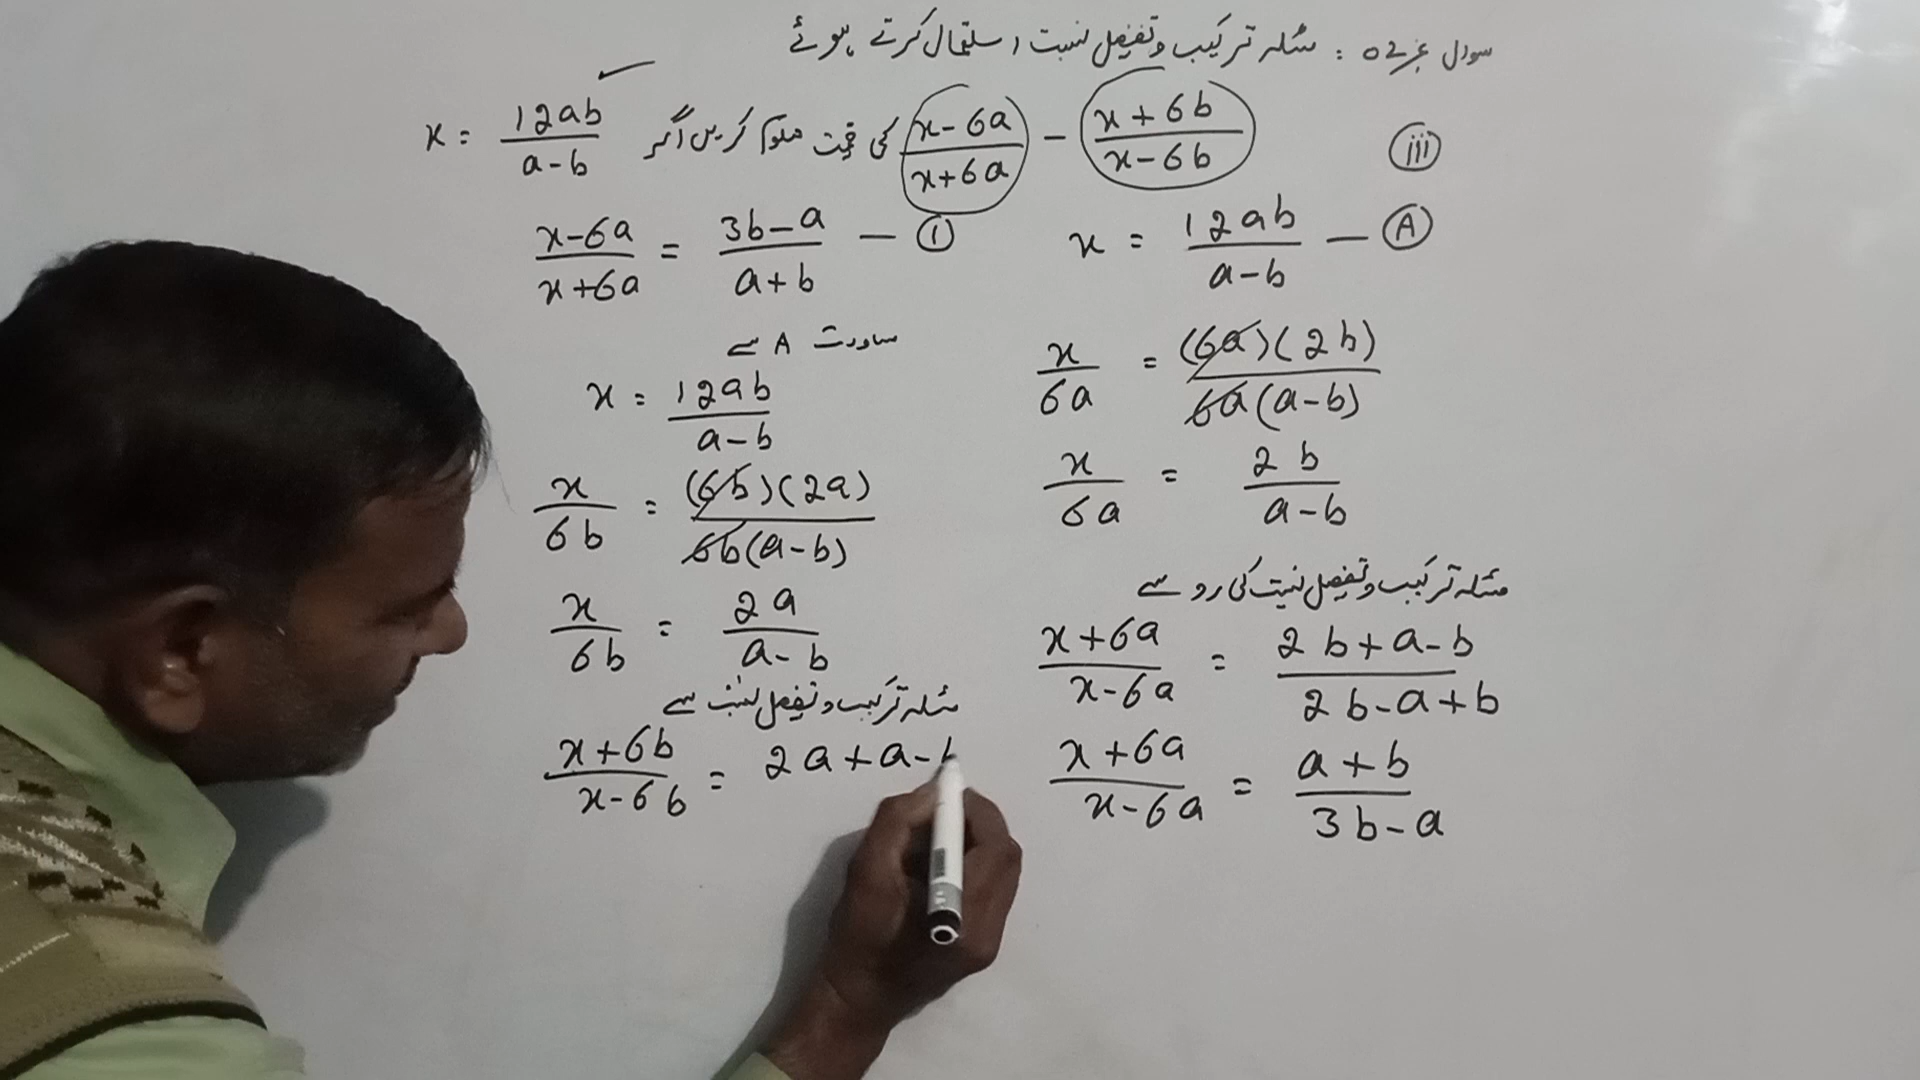 سوال نمبر 02 : مسئلہ ترکیب و تفصیل نسبت استعمال کرتے ہوئے
(iii) (x-6a)/(x+6a) - (x+6b)/(x-6b) کی قیمت معلوم کریں اگر x = 12ab/(a-b) ✓
x = 12ab/(a-b) — (A)
x/6a = (6a)(2b)/6a(a-b)
x/6a = 2b/(a-b)
مسئلہ ترکیب و تفصیل نسبت کی رو سے
(x+6a)/(x-6a) = (2b+a-b)/(2b-a+b)
(x+6a)/(x-6a) = (a+b)/(3b-a)
(x-6a)/(x+6a) = (3b-a)/(a+b) — (1)
مساوات A سے
x = 12ab/(a-b)
x/6b = (6b)(2a)/6b(a-b)
x/6b = 2a/(a-b)
مسئلہ ترکیب و تفصیل نسبت سے
(x+6b)/(x-6b) = 2a+a-b